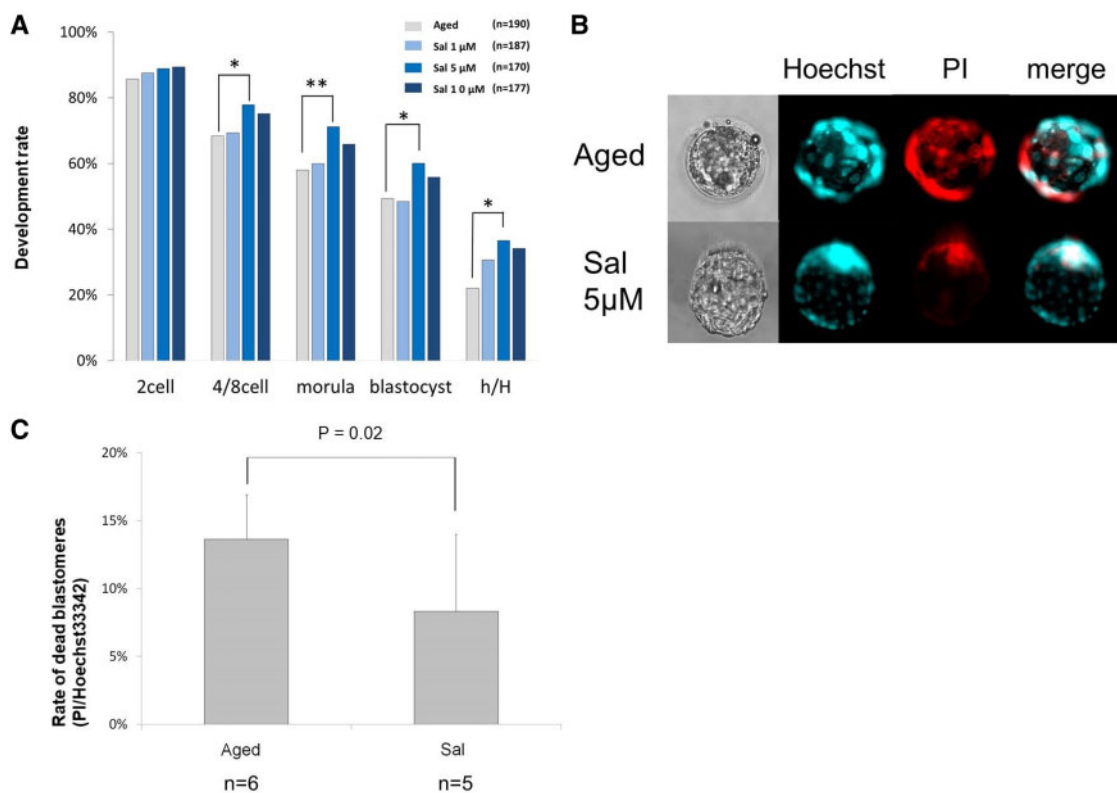 A
Aged (n=190)
Sal 1 µM (n=187)
Sal 5 µM (n=170)
Sal 1 0 µM (n=177)
100%
80%
60%
40%
20%
0%
Development rate
*
**
*
*
2cell 4/8cell morula blastocyst h/H
B
Hoechst PI merge
Aged
Sal
5µM
C
P = 0.02
20%
15%
10%
5%
0%
Rate of dead blastomeres
(PI/Hoechst33342)
Aged Sal
n=6 n=5